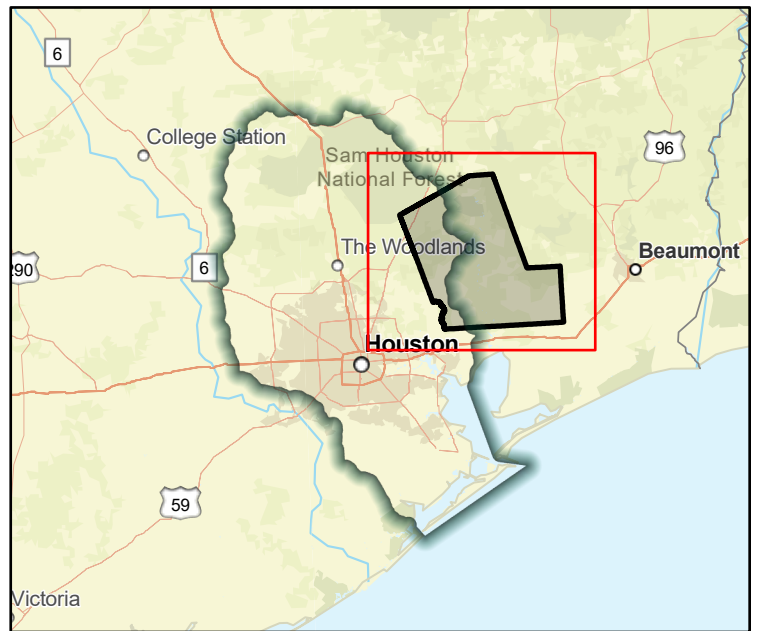 6
College Station
96
Sam Houston
National Forest
The Woodlands
Beaumont
6
290
Houston
59
Victoria